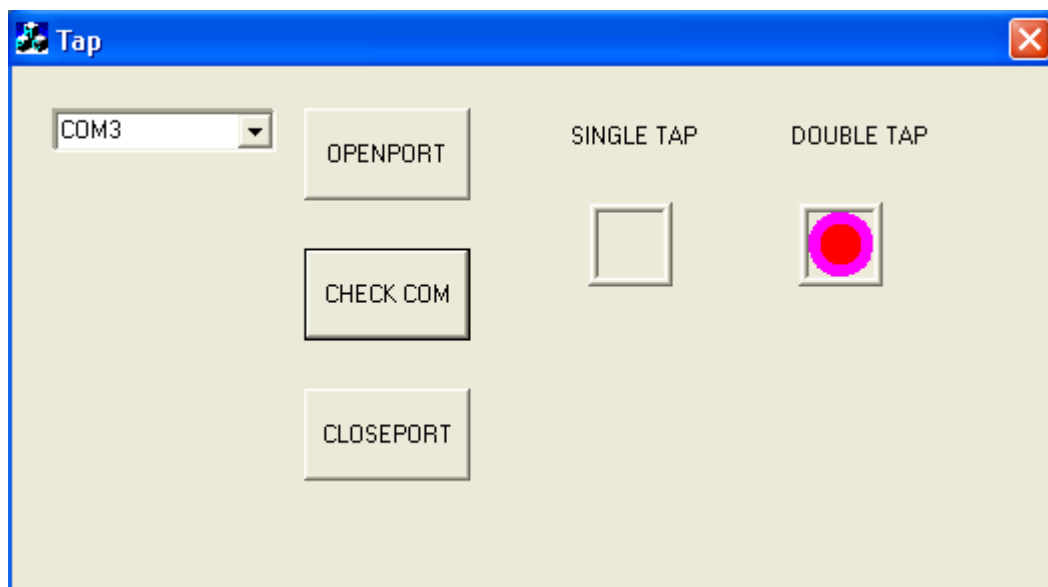 Tap
COM3
OPENPORT
SINGLE TAP
DOUBLE TAP
CHECK COM
CLOSEPORT